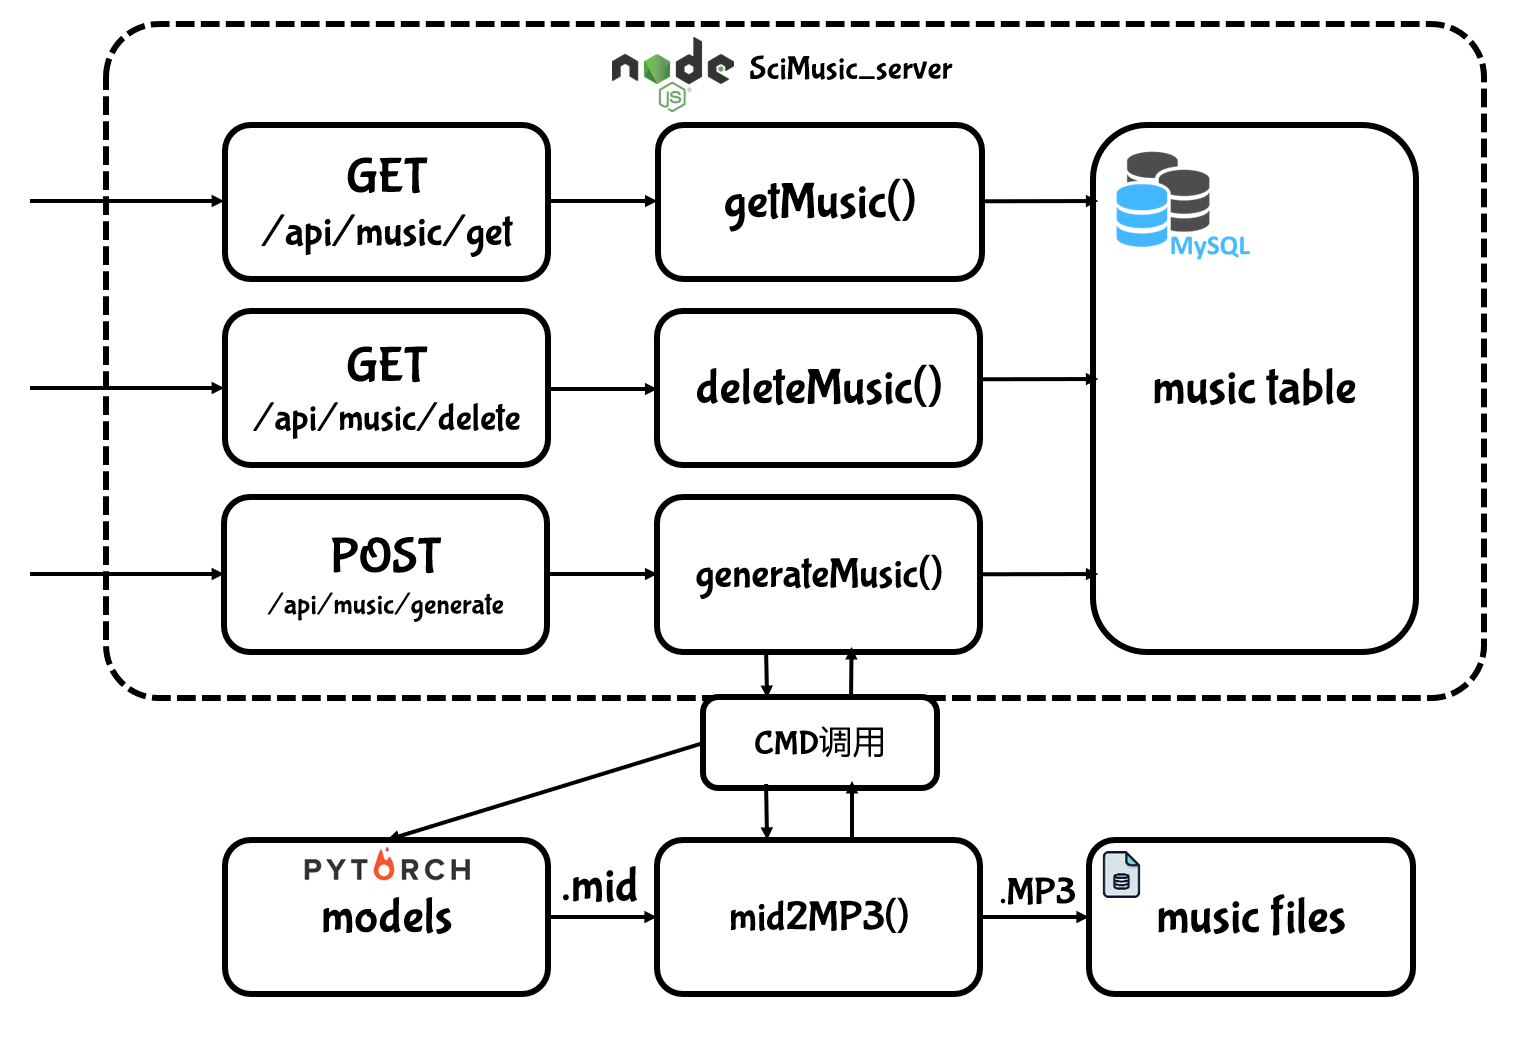 node
JS
SciMusic_server
GET
/api/music/get
getMusic()
MySQL
GET
/api/music/delete
deleteMusic()
music table
POST
/api/music/generate
generateMusic()
CMD调用
PYTORCH
models
.mid
mid2MP3()
.MP3
music files